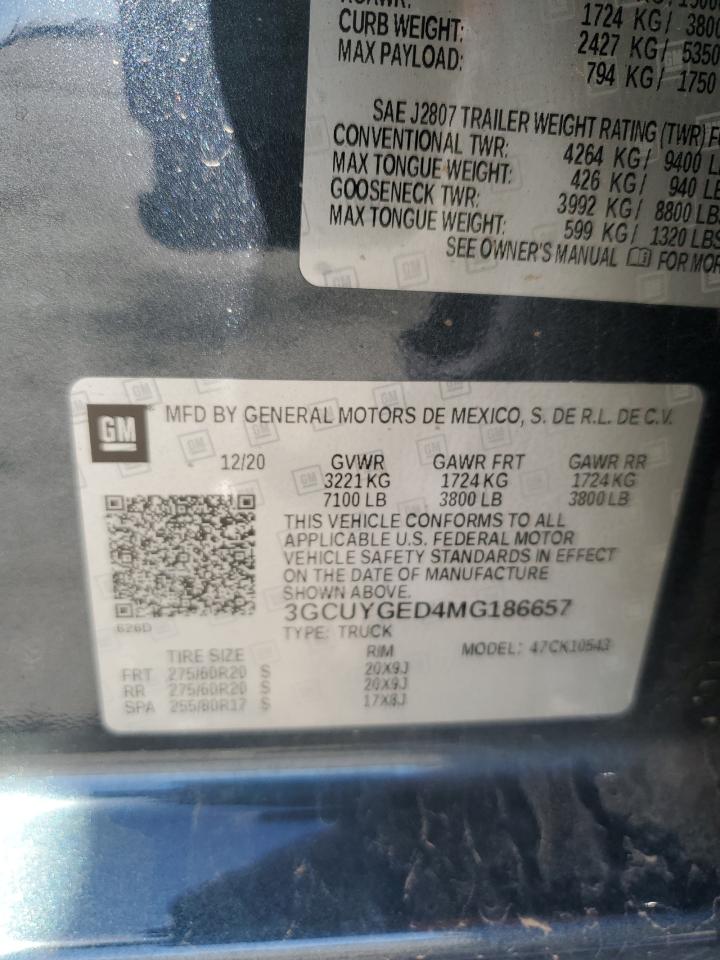 1724 KG/ 3800
CURB WEIGHT: 2427 KG/ 5350
MAX PAYLOAD: 794 KG/ 1750
SAE J2807 TRAILER WEIGHT RATING (TWR)
CONVENTIONAL TWR: 4264 KG/ 9400
MAX TONGUE WEIGHT: 426 KG/ 940
GOOSENECK TWR: 3992 KG/ 8800 LBS
MAX TONGUE WEIGHT: 599 KG/ 1320 LBS
SEE OWNER'S MANUAL FOR MOR
GM MFD BY GENERAL MOTORS DE MEXICO, S. DE R.L. DE C.V.
12/20 GVWR GAWR FRT GAWR RR
3221 KG 1724 KG 1724 KG
7100 LB 3800 LB 3800 LB
THIS VEHICLE CONFORMS TO ALL
APPLICABLE U.S. FEDERAL MOTOR
VEHICLE SAFETY STANDARDS IN EFFECT
ON THE DATE OF MANUFACTURE
SHOWN ABOVE.
3GCUYGED4MG186657
626D
TYPE: TRUCK
MODEL: 47CK10543
TIRE SIZE RIM
FRT 275/60R20 S 20X9J
RR 275/60R20 S 20X9J
SPA 255/80R17 S 17X8J